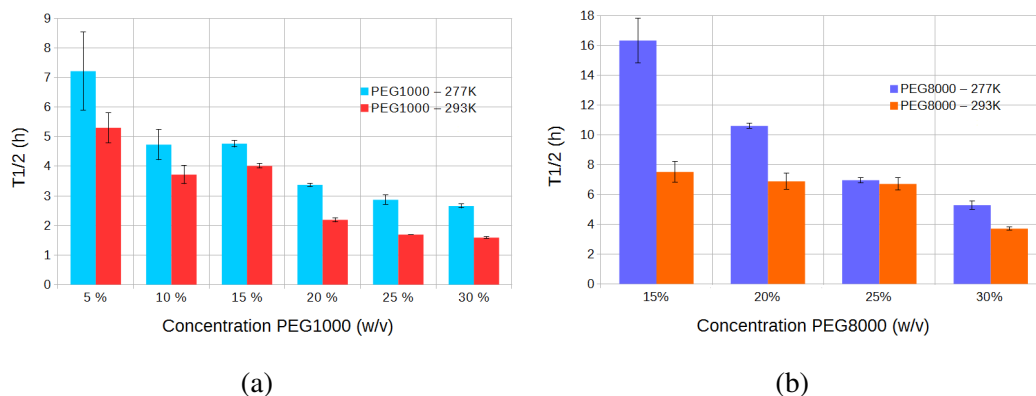 9
8
7
6
5
4
3
2
1
0
T1/2 (h)
PEG1000 – 277K
PEG1000 – 293K
5 % 10 % 15 % 20 % 25 % 30 %
Concentration PEG1000 (w/v)
(a)
18
16
14
12
10
8
6
4
2
0
T1/2 (h)
PEG8000 – 277K
PEG8000 – 293K
15% 20% 25% 30%
Concentration PEG8000 (w/v)
(b)